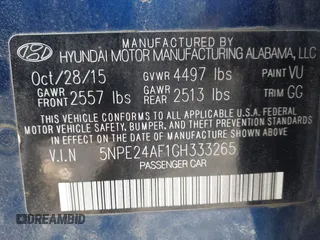 MANUFACTURED BY
HYUNDAI MOTOR MANUFACTURING ALABAMA, LLC
Oct/28/15 GVWR 4497 lbs PAINT VU
GAWR FRONT 2557 lbs GAWR REAR 2513 lbs TRIM GG
THIS VEHICLE CONFORMS TO ALL APPLICABLE U.S.A FEDERAL
MOTOR VEHICLE SAFETY, BUMPER, AND THEFT PREVENTION
STANDARDS IN EFFECT ON THE DATE OF MANUFACTURE SHOWN ABOVE.
V.I.N 5NPE24AF1GH333265
PASSENGER CAR
DREAMBID